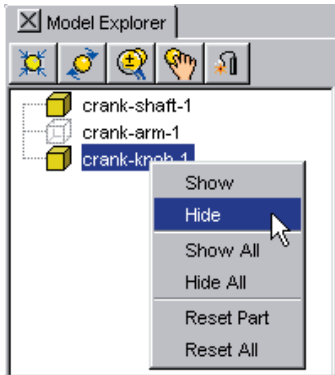 Model Explorer
crank-shaft-1
crank-arm-1
crank-knob-1
Show
Hide
Show All
Hide All
Reset Part
Reset All